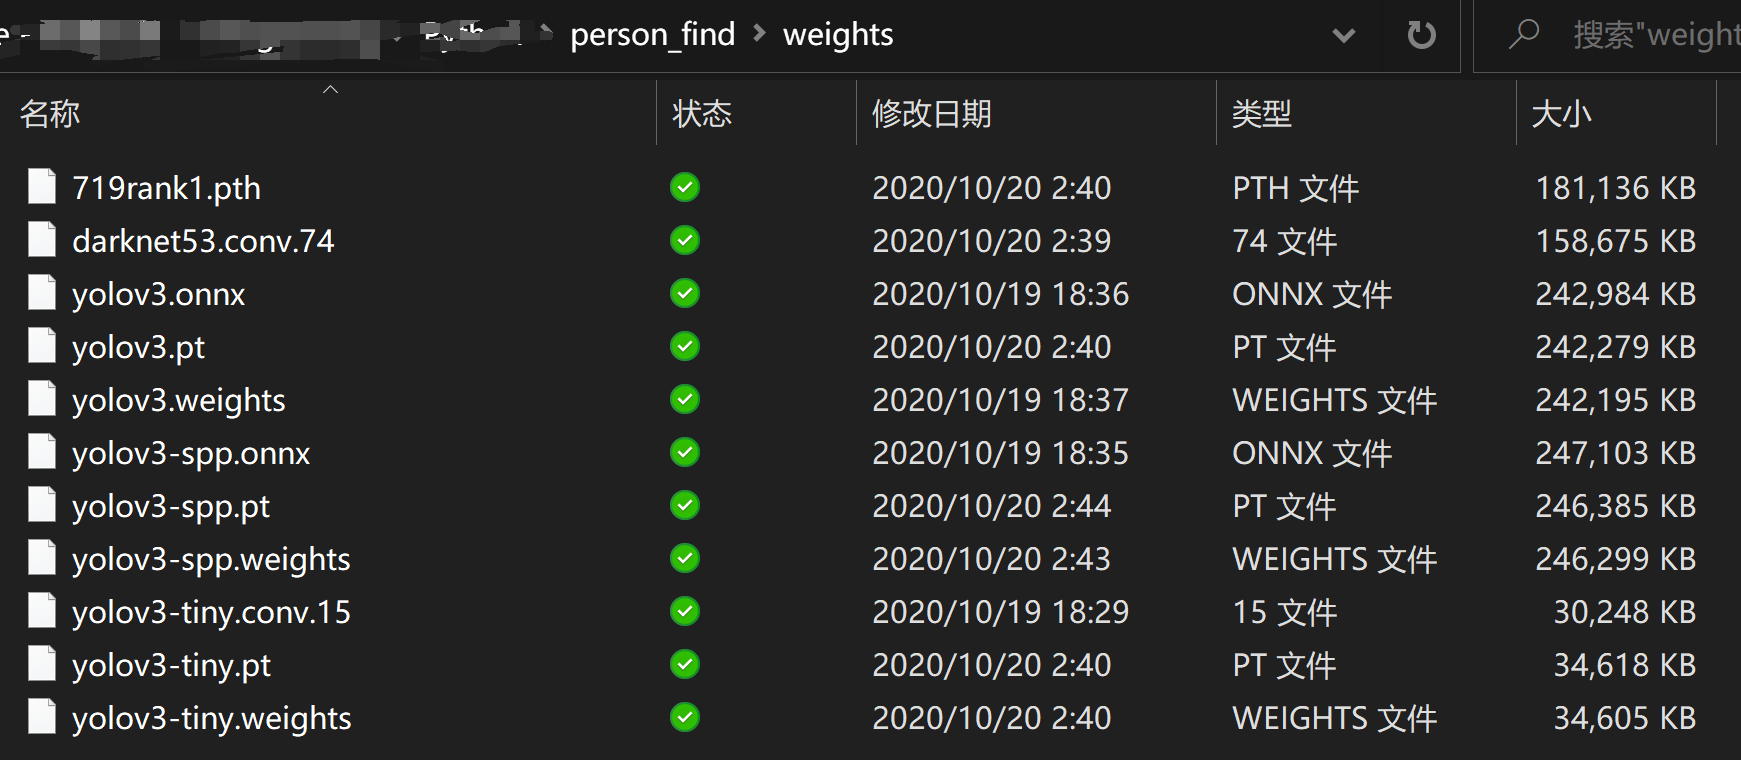 person_find > weights 搜索"weight
名称 状态 修改日期 类型 大小
719rank1.pth 2020/10/20 2:40 PTH 文件 181,136 KB
darknet53.conv.74 2020/10/20 2:39 74 文件 158,675 KB
yolov3.onnx 2020/10/19 18:36 ONNX 文件 242,984 KB
yolov3.pt 2020/10/20 2:40 PT 文件 242,279 KB
yolov3.weights 2020/10/19 18:37 WEIGHTS 文件 242,195 KB
yolov3-spp.onnx 2020/10/19 18:35 ONNX 文件 247,103 KB
yolov3-spp.pt 2020/10/20 2:44 PT 文件 246,385 KB
yolov3-spp.weights 2020/10/20 2:43 WEIGHTS 文件 246,299 KB
yolov3-tiny.conv.15 2020/10/19 18:29 15 文件 30,248 KB
yolov3-tiny.pt 2020/10/20 2:40 PT 文件 34,618 KB
yolov3-tiny.weights 2020/10/20 2:40 WEIGHTS 文件 34,605 KB